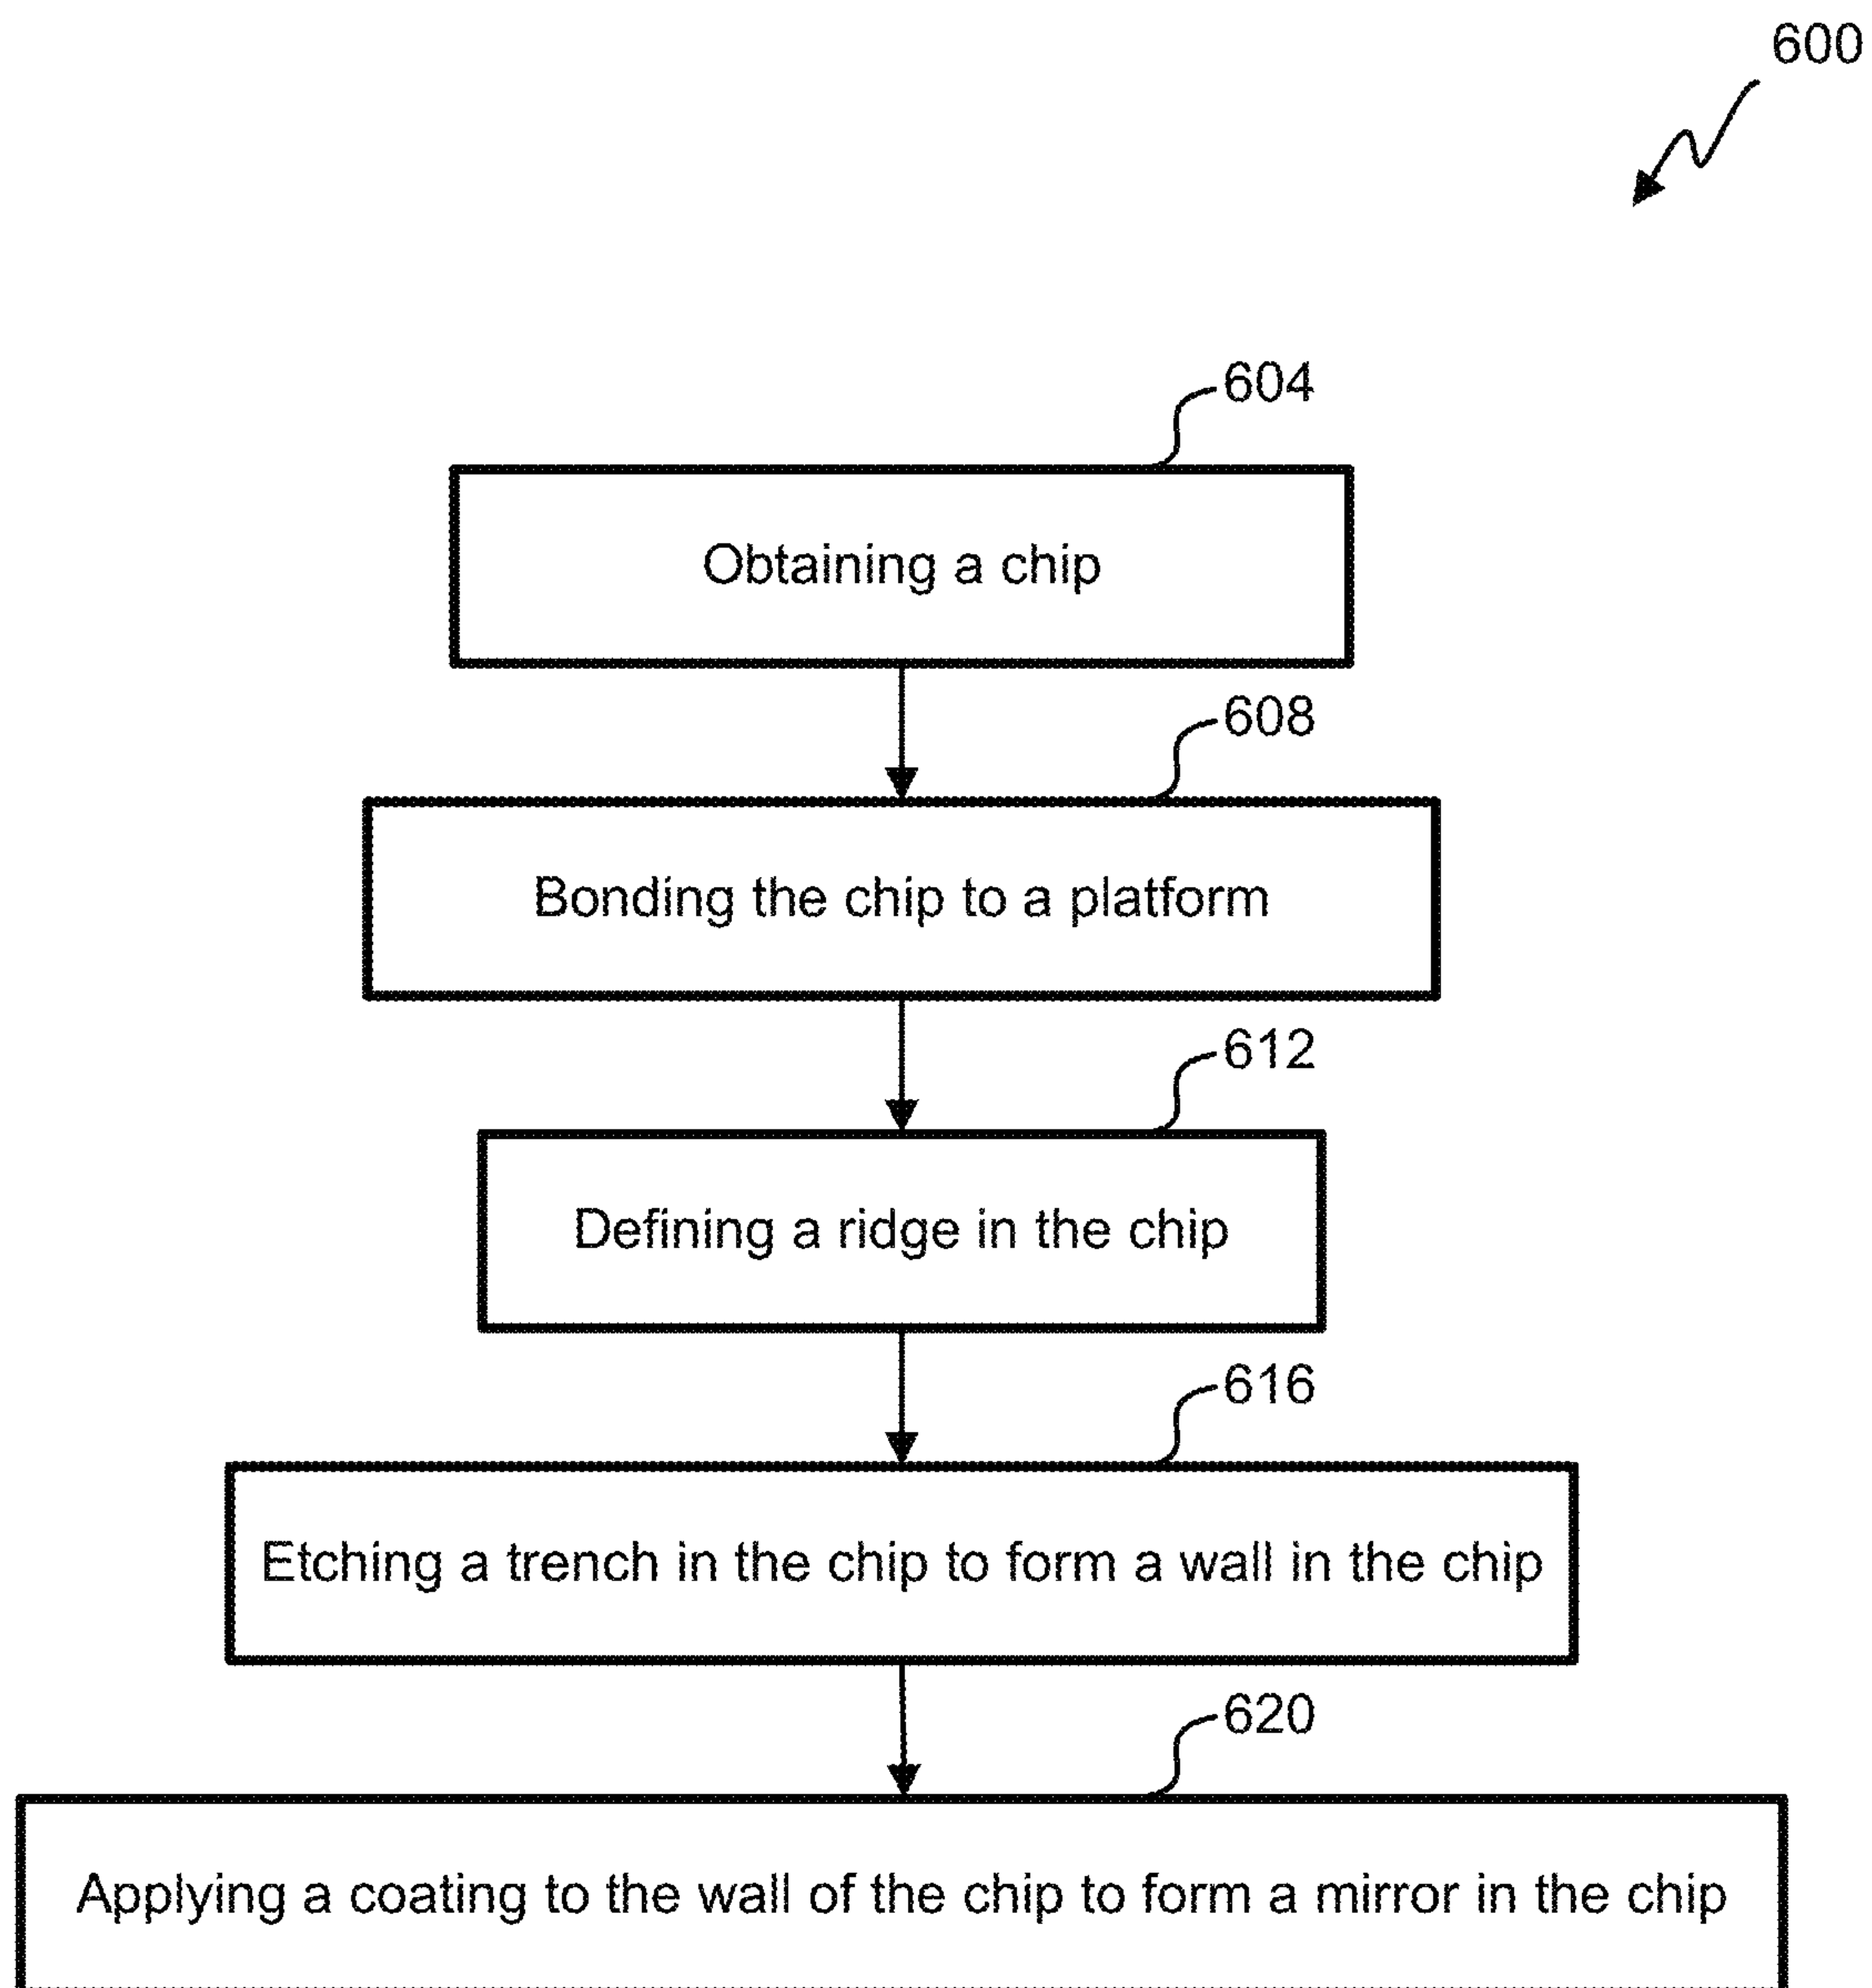 600
604
Obtaining a chip
608
Bonding the chip to a platform
612
Defining a ridge in the chip
616
Etching a trench in the chip to form a wall in the chip
620
Applying a coating to the wall of the chip to form a mirror in the chip